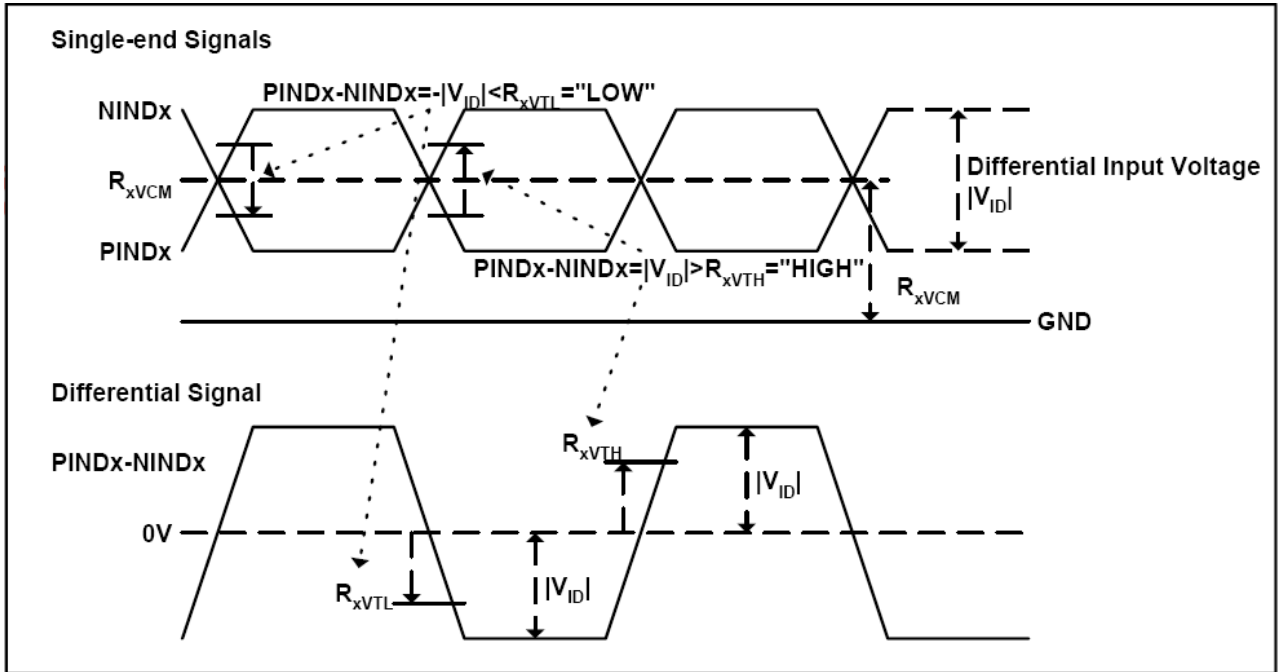 Single-end Signals
PINDx-NINDx=-|VID|<RxVTL="LOW"
NINDx
RxVCM
Differential Input Voltage
|VID|
PINDx
PINDx-NINDx=|VID|>RxVTH="HIGH"
RxVCM
GND
Differential Signal
RxVTH
PINDx-NINDx
|VID|
0V
RxVTL
|VID|